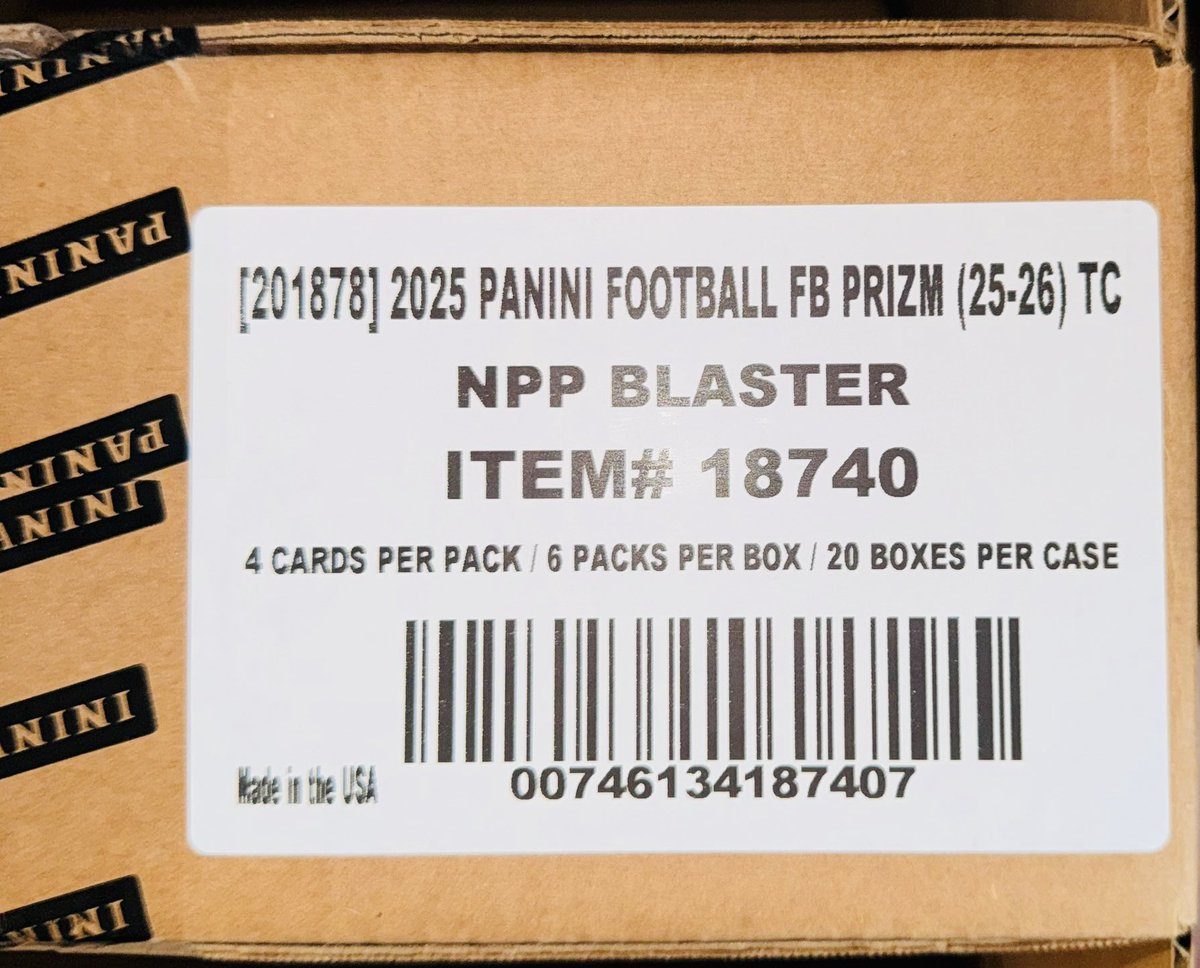 PANINI
PANINI
PANINI
PANINI
PANINI
PANINI
[201878] 2025 PANINI FOOTBALL FB PRIZM (25-26) TC
NPP BLASTER
ITEM# 18740
4 CARDS PER PACK / 6 PACKS PER BOX / 20 BOXES PER CASE
00746134187407
Made in the USA